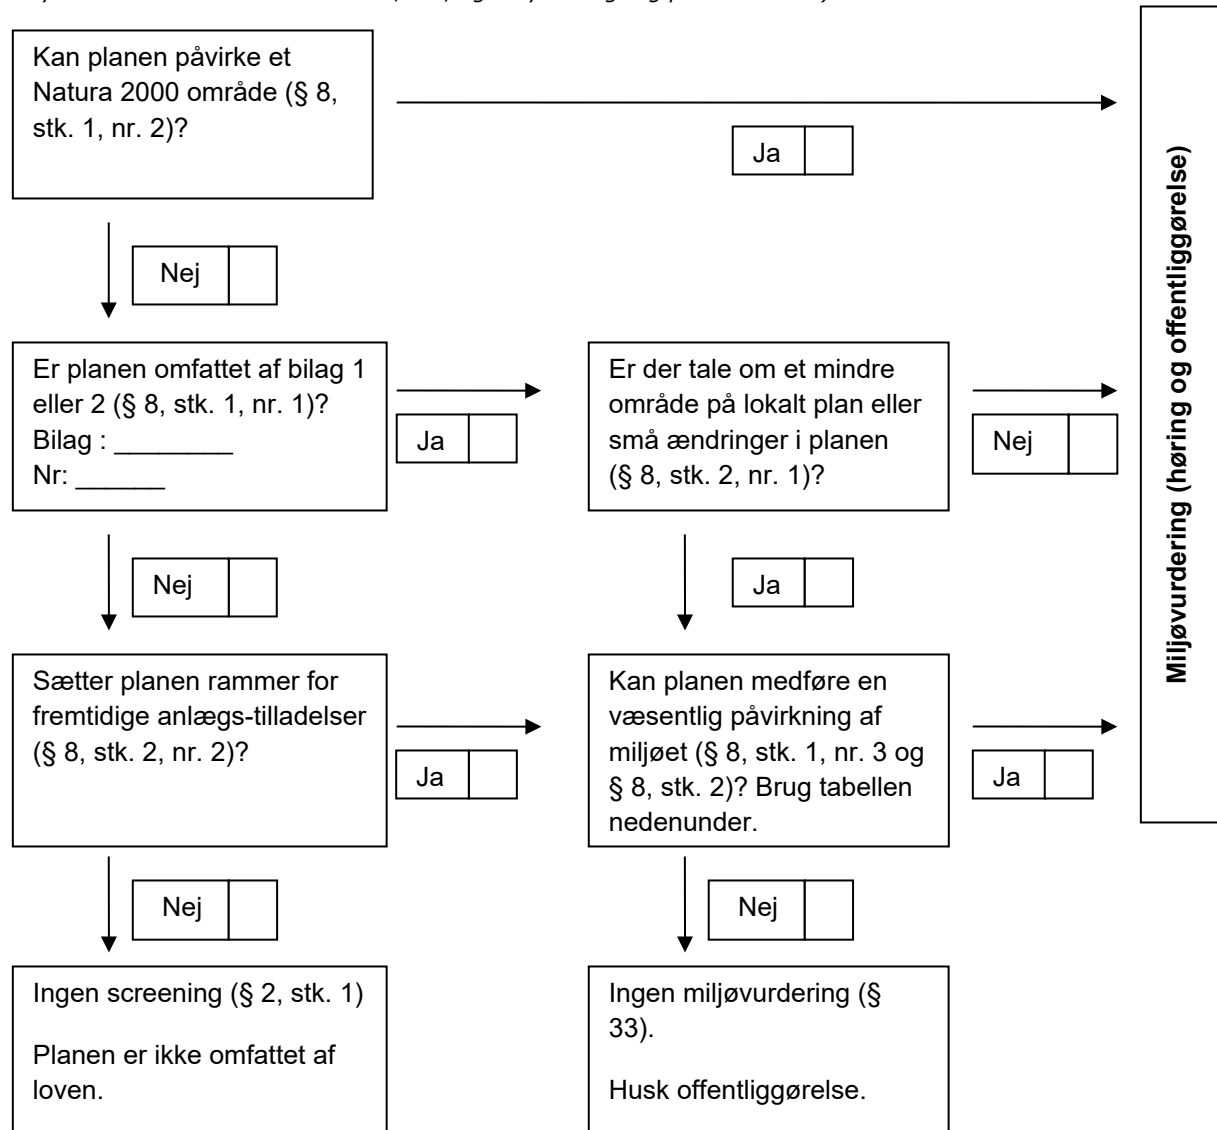 Kan planen påvirke et
Natura 2000 område (§ 8,
stk. 1, nr. 2)?
Ja
Nej
Er planen omfattet af bilag 1
eller 2 (§ 8, stk. 1, nr. 1)?
Bilag : ________
Nr: ______
Ja
Er der tale om et mindre
område på lokalt plan eller
små ændringer i planen
(§ 8, stk. 2, nr. 1)?
Nej
Nej
Ja
Sætter planen rammer for
fremtidige anlægs-tilladelser
(§ 8, stk. 2, nr. 2)?
Ja
Kan planen medføre en
væsentlig påvirkning af
miljøet (§ 8, stk. 1, nr. 3 og
§ 8, stk. 2)? Brug tabellen
nedenunder.
Ja
Nej
Nej
Ingen screening (§ 2, stk. 1)
Planen er ikke omfattet af
loven.
Ingen miljøvurdering (§
33).
Husk offentliggørelse.
Miljøvurdering (høring og offentliggørelse)